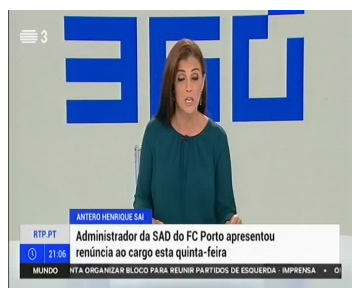 3
360
ANTERO HENRIQUE SAI
RTP.PT
Administrador da SAD do FC Porto apresentou
21:06
renúncia ao cargo esta quinta-feira
MUNDO
NTA ORGANIZAR BLOCO PARA REUNIR PARTIDOS DE ESQUERDA - IMPRENSA • O